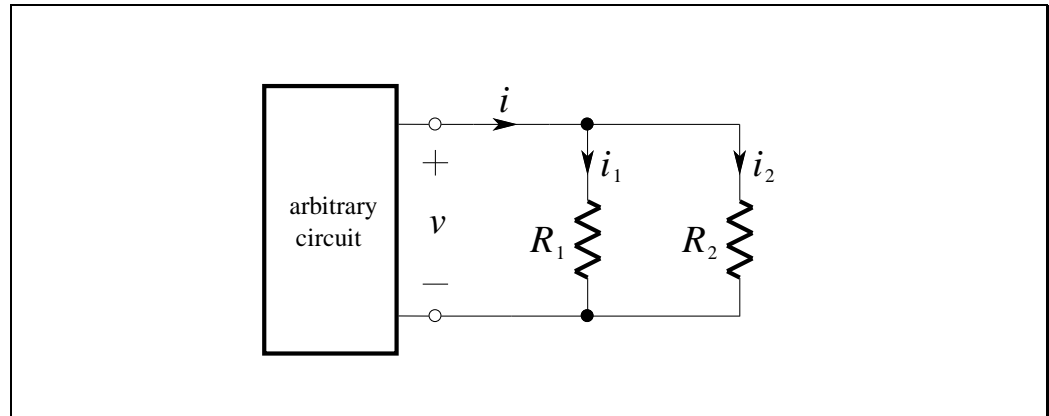 i
i₁
i₂
+
v
−
arbitrary
circuit
R₁
R₂